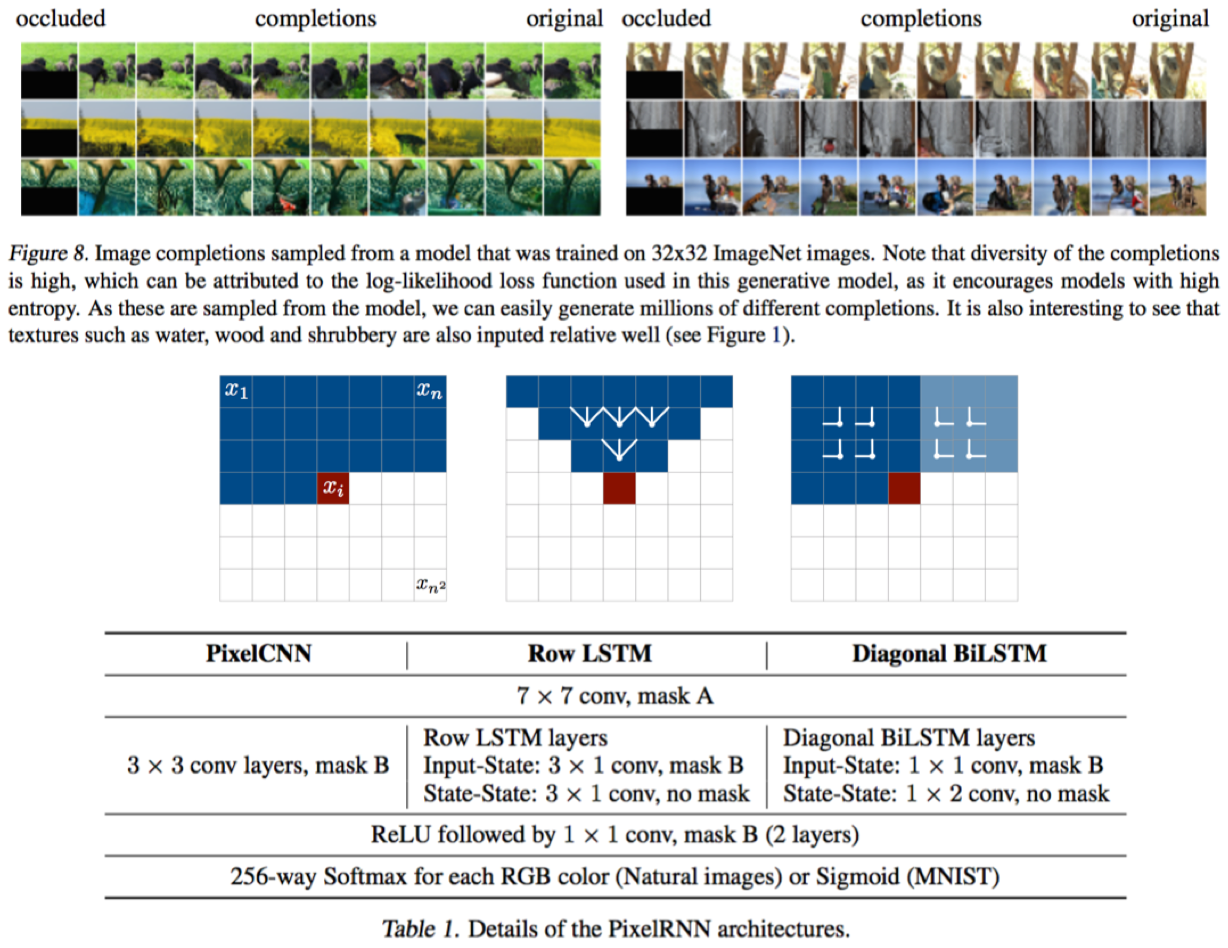 occluded completions original occluded completions original
Figure 8. Image completions sampled from a model that was trained on 32x32 ImageNet images. Note that diversity of the completions
is high, which can be attributed to the log-likelihood loss function used in this generative model, as it encourages models with high
entropy. As these are sampled from the model, we can easily generate millions of different completions. It is also interesting to see that
textures such as water, wood and shrubbery are also inputed relative well (see Figure 1).
x₁ xₙ
xᵢ
xₙ²
PixelCNN Row LSTM Diagonal BiLSTM
7 × 7 conv, mask A
3 × 3 conv layers, mask B
Row LSTM layers
Input-State: 3 × 1 conv, mask B
State-State: 3 × 1 conv, no mask
Diagonal BiLSTM layers
Input-State: 1 × 1 conv, mask B
State-State: 1 × 2 conv, no mask
ReLU followed by 1 × 1 conv, mask B (2 layers)
256-way Softmax for each RGB color (Natural images) or Sigmoid (MNIST)
Table 1. Details of the PixelRNN architectures.